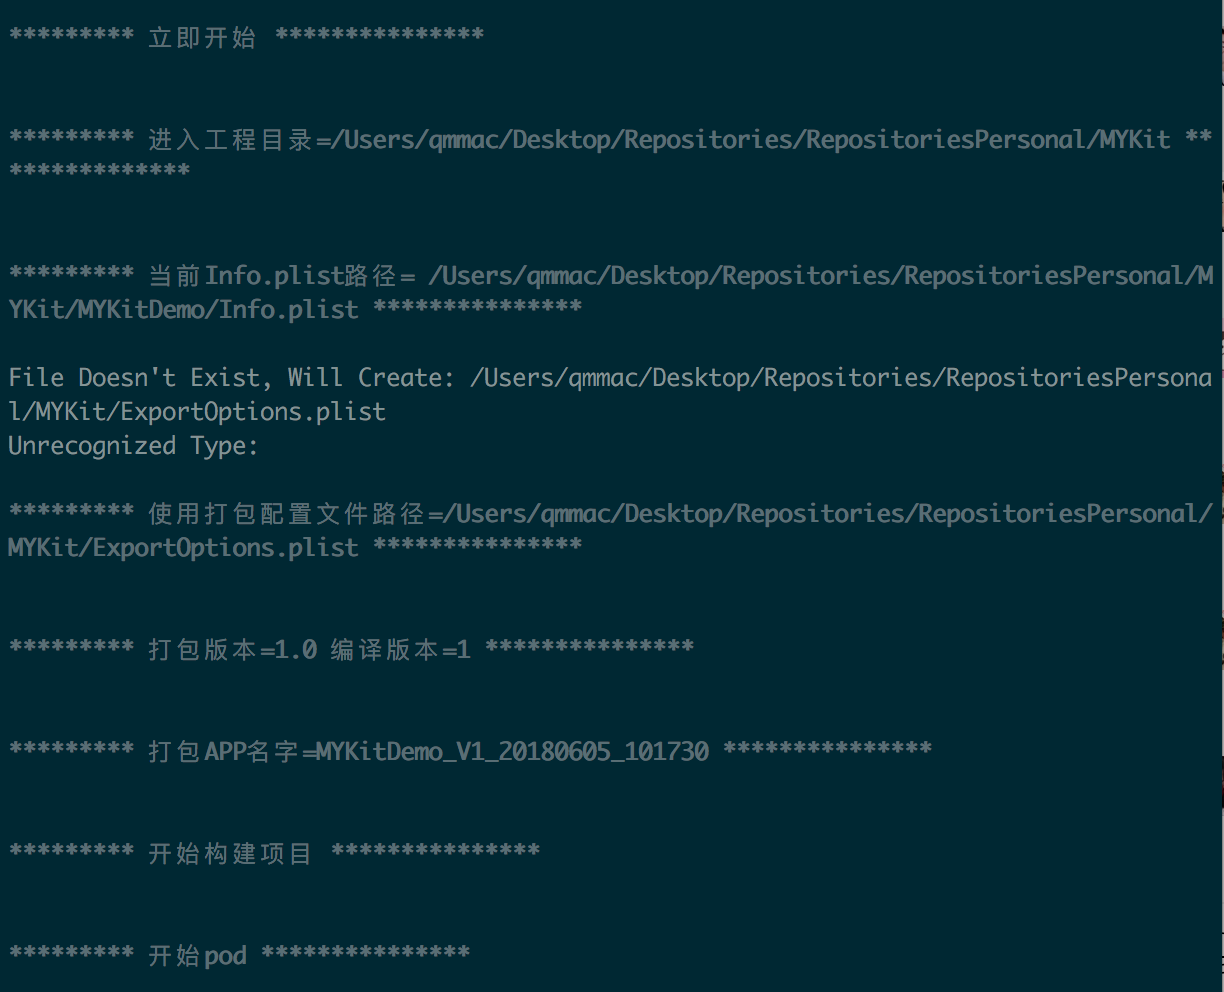 ********* 立即开始 ***************
********* 进入工程目录=/Users/qmmac/Desktop/Repositories/RepositoriesPersonal/MYKit **
*************
********* 当前Info.plist路径= /Users/qmmac/Desktop/Repositories/RepositoriesPersonal/M
YKit/MYKitDemo/Info.plist ***************
File Doesn't Exist, Will Create: /Users/qmmac/Desktop/Repositories/RepositoriesPersona
l/MYKit/ExportOptions.plist
Unrecognized Type:
********* 使用打包配置文件路径=/Users/qmmac/Desktop/Repositories/RepositoriesPersonal/
MYKit/ExportOptions.plist ***************
********* 打包版本=1.0 编译版本=1 ***************
********* 打包APP名字=MYKitDemo_V1_20180605_101730 ***************
********* 开始构建项目 ***************
********* 开始pod ***************